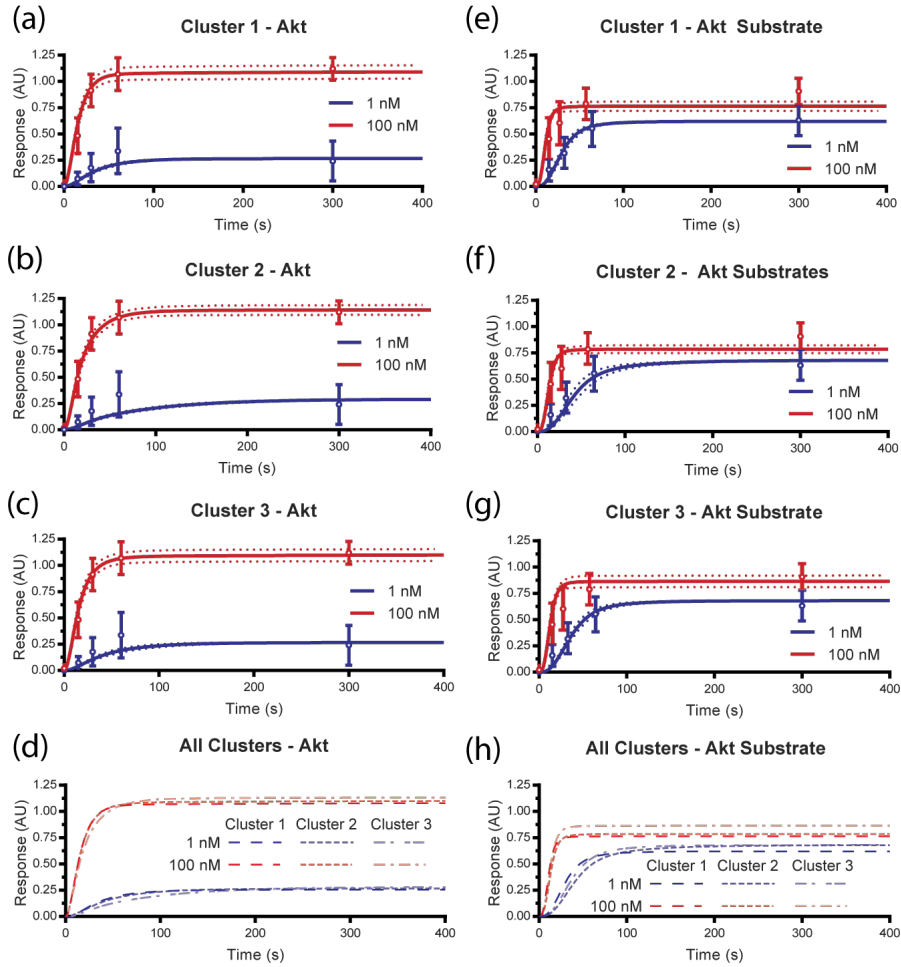 (a)
Cluster 1 - Akt
Response (AU)
1.25
1.00
0.75
0.50
0.25
0.00
1 nM
100 nM
0 100 200 300 400
Time (s)
(e)
Cluster 1 - Akt Substrate
Response (AU)
1.25
1.00
0.75
0.50
0.25
0.00
1 nM
100 nM
0 100 200 300 400
Time (s)
(b)
Cluster 2 - Akt
Response (AU)
1.25
1.00
0.75
0.50
0.25
0.00
1 nM
100 nM
0 100 200 300 400
Time (s)
(f)
Cluster 2 - Akt Substrates
Response (AU)
1.25
1.00
0.75
0.50
0.25
0.00
1 nM
100 nM
0 100 200 300 400
Time (s)
(c)
Cluster 3 - Akt
Response (AU)
1.25
1.00
0.75
0.50
0.25
0.00
1 nM
100 nM
0 100 200 300 400
Time (s)
(g)
Cluster 3 - Akt Substrate
Response (AU)
1.25
1.00
0.75
0.50
0.25
0.00
1 nM
100 nM
0 100 200 300 400
Time (s)
(d)
All Clusters - Akt
Response (AU)
1.25
1.00
0.75
0.50
0.25
0.00
Cluster 1 Cluster 2 Cluster 3
1 nM
100 nM
0 100 200 300 400
Time (s)
(h)
All Clusters - Akt Substrate
Response (AU)
1.25
1.00
0.75
0.50
0.25
0.00
Cluster 1 Cluster 2 Cluster 3
1 nM
100 nM
0 100 200 300 400
Time (s)